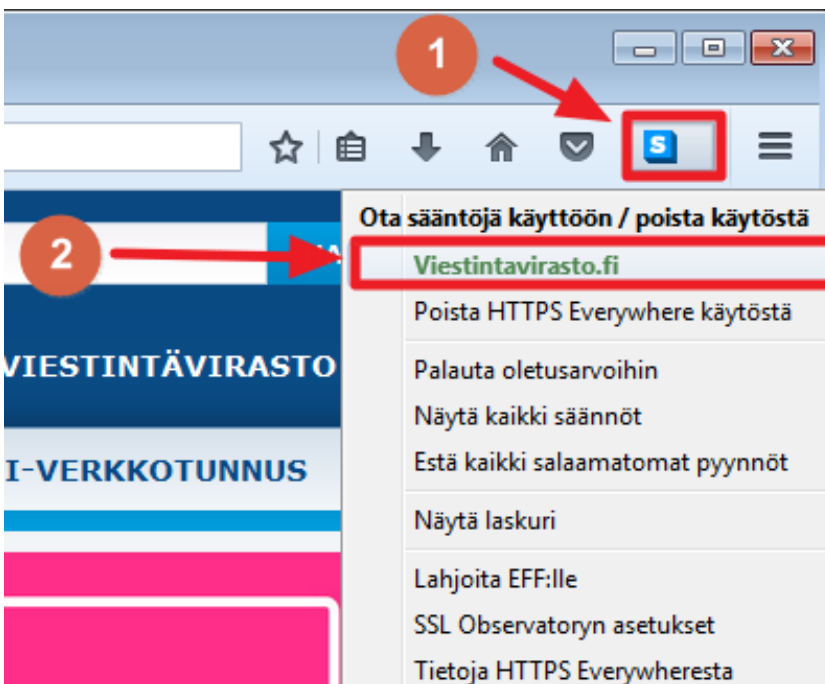 1
S
Ota sääntöjä käyttöön / poista käytöstä
2
Viestintavirasto.fi
Poista HTTPS Everywhere käytöstä
VIESTINTÄVIRASTO
Palauta oletusarvoihin
Näytä kaikki säännöt
I-VERKKOTUNNUS
Estä kaikki salaamatomat pyynnöt
Näytä laskuri
Lahjoita EFF:lle
SSL Observatoryn asetukset
Tietoja HTTPS Everywheresta